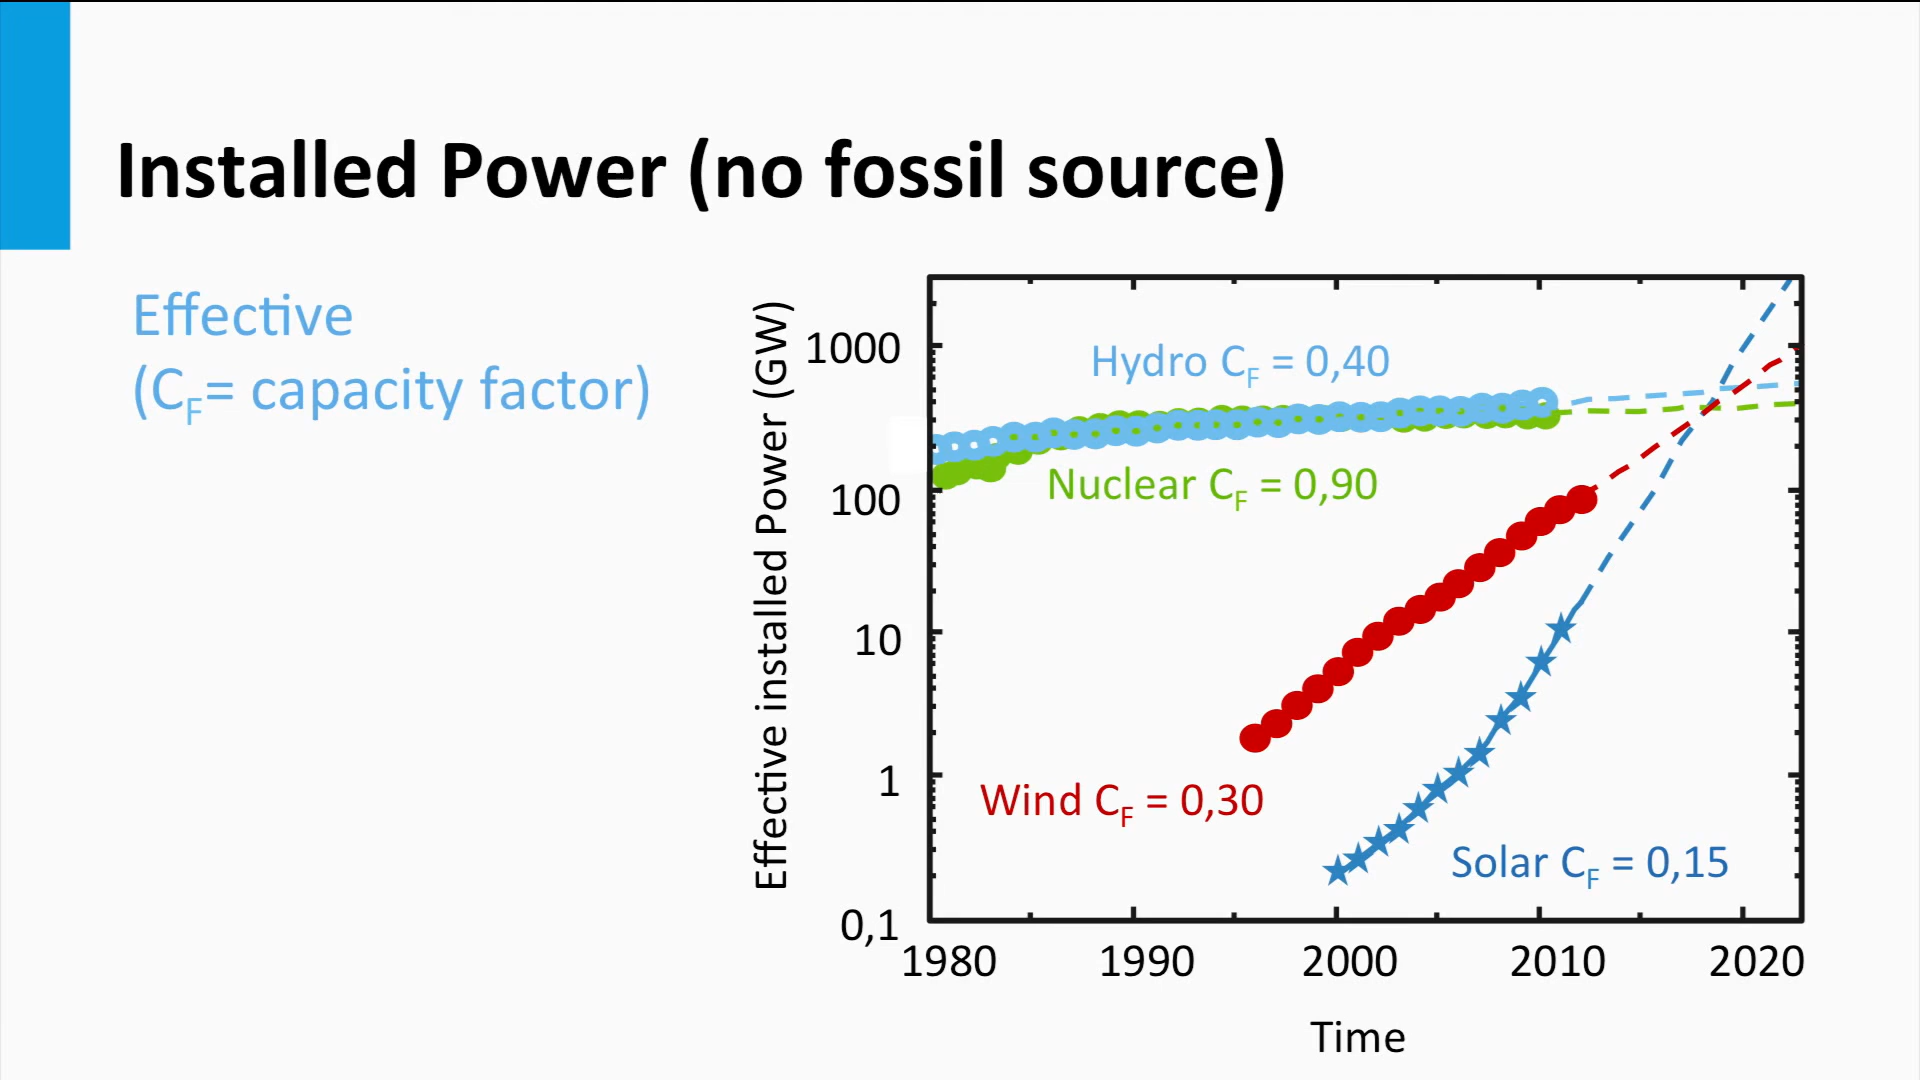 Installed Power (no fossil source)
Effective
(CF= capacity factor)
Effective installed Power (GW)
1000
100
10
1
0,1
Hydro CF = 0,40
Nuclear CF = 0,90
Wind CF = 0,30
Solar CF = 0,15
1980 1990 2000 2010 2020
Time